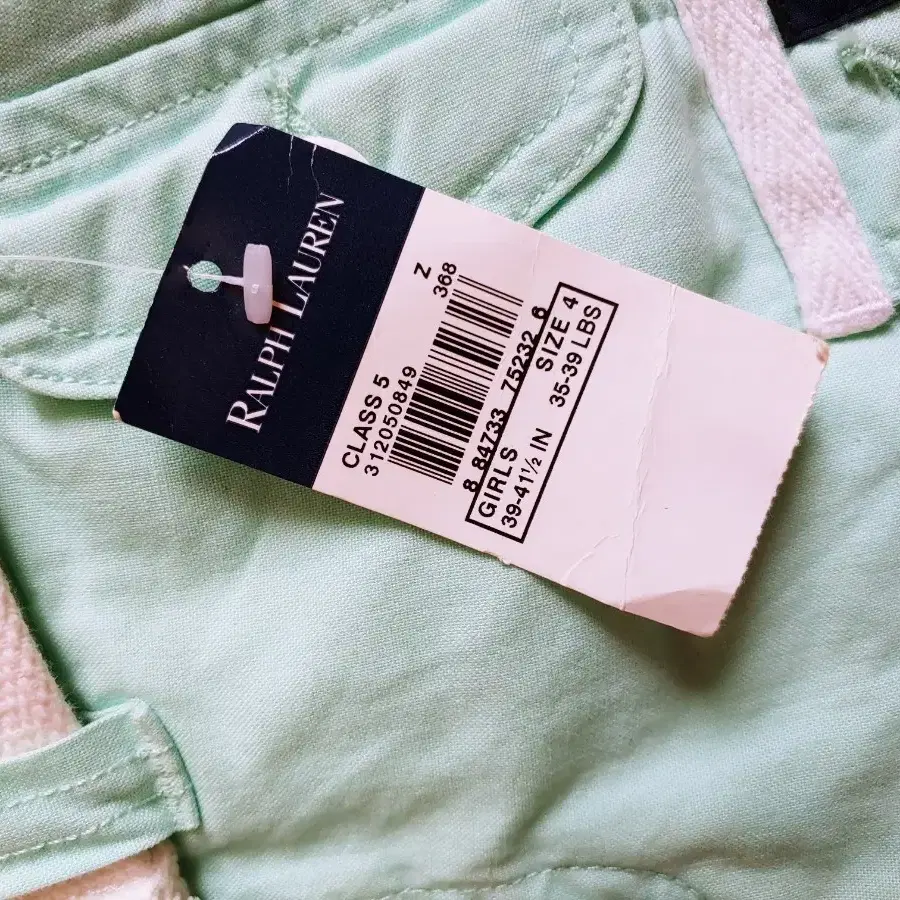 RALPH LAUREN
CLASS 5
Z
312050849
368
8 84733 75232 6
GIRLS SIZE 4
39-41½ IN 35-39 LBS